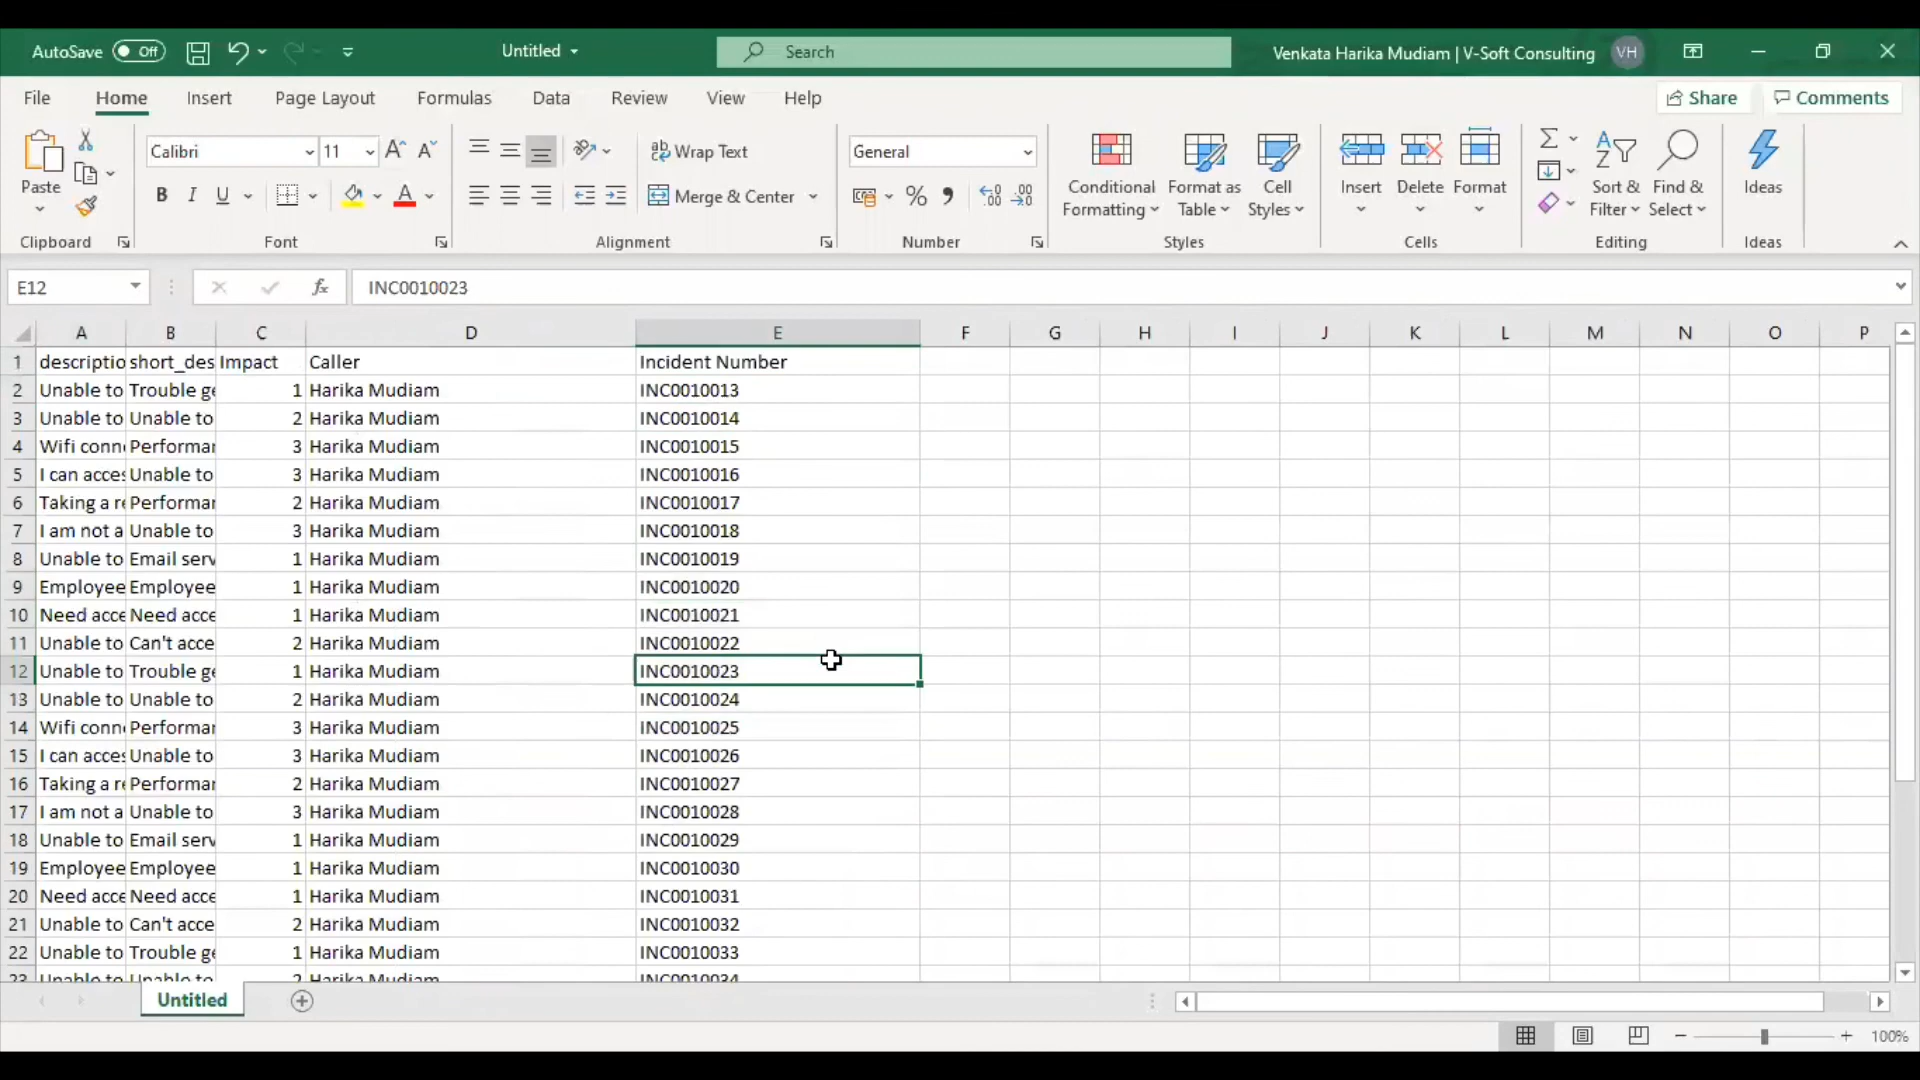 AutoSave Off Untitled Search Venkata Harika Mudiam | V-Soft Consulting VH
File Home Insert Page Layout Formulas Data Review View Help Share Comments
Calibri 11 Wrap Text General
Paste Merge & Center Conditional Formatting Format as Table Cell Styles Insert Delete Format Sort & Filter Find & Select Ideas
Clipboard Font Alignment Number Styles Cells Editing Ideas
E12 fx INC0010023
A B C D E F G H I J K L M N O P
1 descriptio short_des Impact Caller Incident Number
2 Unable to Trouble ge 1 Harika Mudiam INC0010013
3 Unable to Unable to 2 Harika Mudiam INC0010014
4 Wifi conn Performan 3 Harika Mudiam INC0010015
5 I can acces Unable to 3 Harika Mudiam INC0010016
6 Taking a re Performan 2 Harika Mudiam INC0010017
7 I am not a Unable to 3 Harika Mudiam INC0010018
8 Unable to Email serv 1 Harika Mudiam INC0010019
9 Employee Employee 1 Harika Mudiam INC0010020
10 Need acce Need acce 1 Harika Mudiam INC0010021
11 Unable to Can't acce 2 Harika Mudiam INC0010022
12 Unable to Trouble ge 1 Harika Mudiam INC0010023
13 Unable to Unable to 2 Harika Mudiam INC0010024
14 Wifi conn Performan 3 Harika Mudiam INC0010025
15 I can acces Unable to 3 Harika Mudiam INC0010026
16 Taking a re Performan 2 Harika Mudiam INC0010027
17 I am not a Unable to 3 Harika Mudiam INC0010028
18 Unable to Email serv 1 Harika Mudiam INC0010029
19 Employee Employee 1 Harika Mudiam INC0010030
20 Need acce Need acce 1 Harika Mudiam INC0010031
21 Unable to Can't acce 2 Harika Mudiam INC0010032
22 Unable to Trouble ge 1 Harika Mudiam INC0010033
23 Unable to Unable to 2 Harika Mudiam INC0010034
Untitled
100%